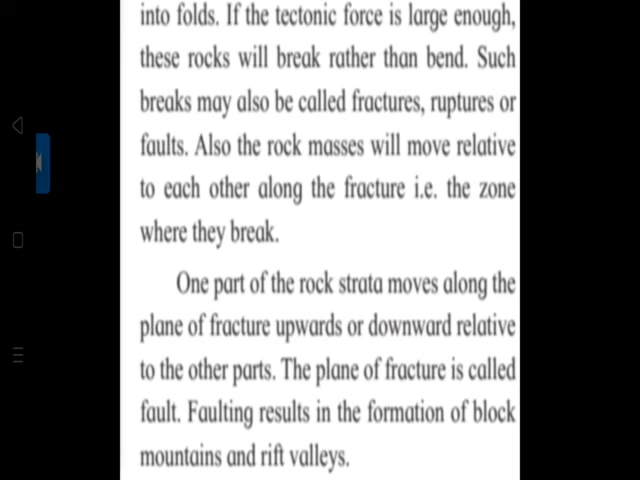 into folds. If the tectonic force is large enough,
these rocks will break rather than bend. Such
breaks may also be called fractures, ruptures or
faults. Also the rock masses will move relative
to each other along the fracture i.e. the zone
where they break.
One part of the rock strata moves along the
plane of fracture upwards or downward relative
to the other parts. The plane of fracture is called
fault. Faulting results in the formation of block
mountains and rift valleys.